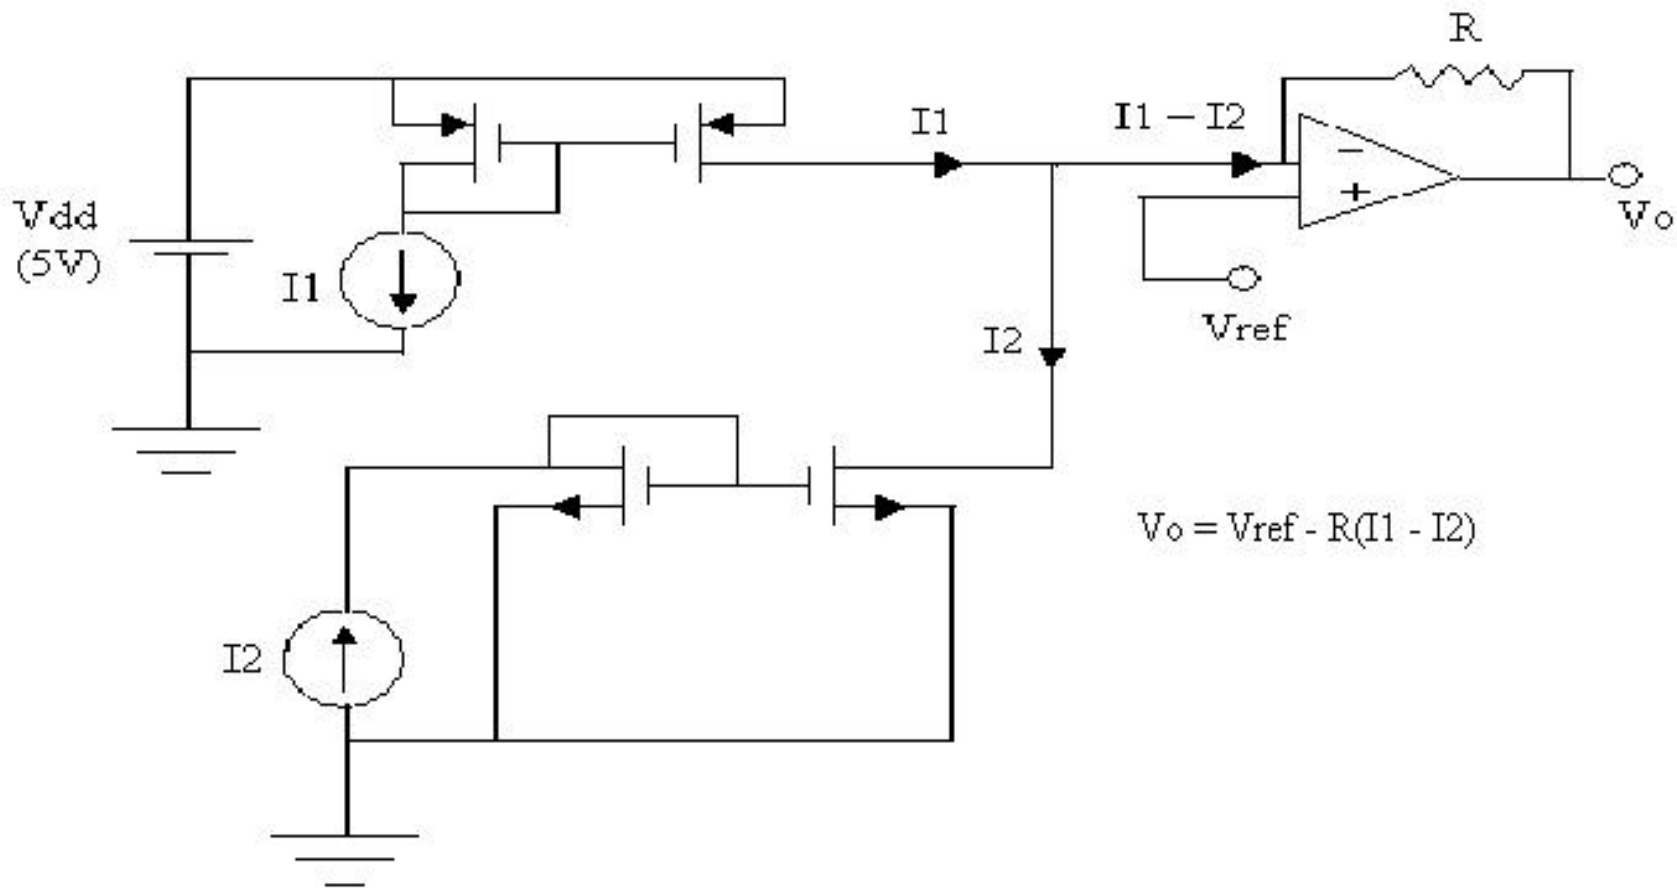 R
I1
I1 – I2
–
+
Vdd
(5V)
Vo
I1
Vref
I2
Vo = Vref - R(I1 - I2)
I2